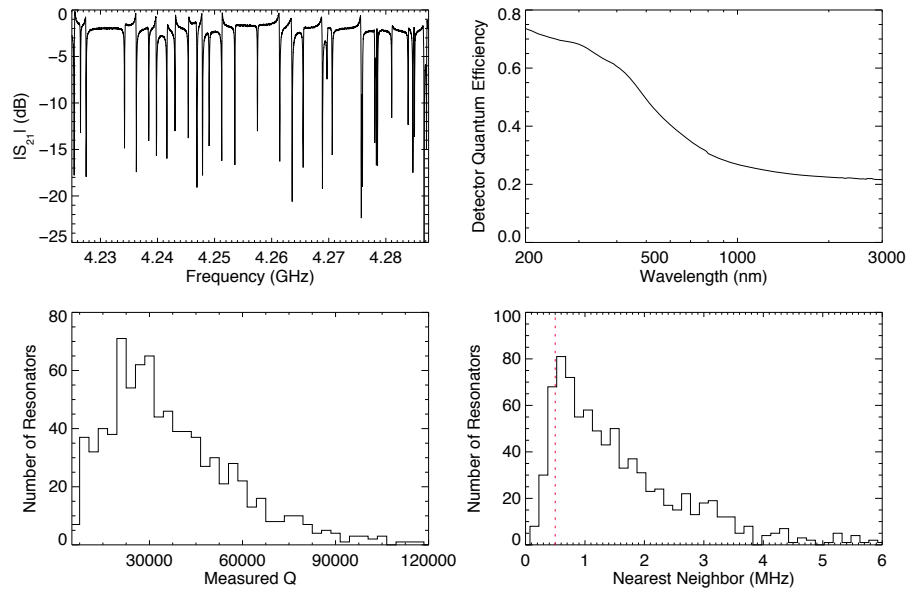 0
−5
−10
−15
−20
−25
|S21| (dB)
4.23 4.24 4.25 4.26 4.27 4.28
Frequency (GHz)
0.8
0.6
0.4
0.2
0.0
Detector Quantum Efficiency
200 500 1000 3000
Wavelength (nm)
80
60
40
20
0
Number of Resonators
30000 60000 90000 120000
Measured Q
100
80
60
40
20
0
Number of Resonators
0 1 2 3 4 5 6
Nearest Neighbor (MHz)